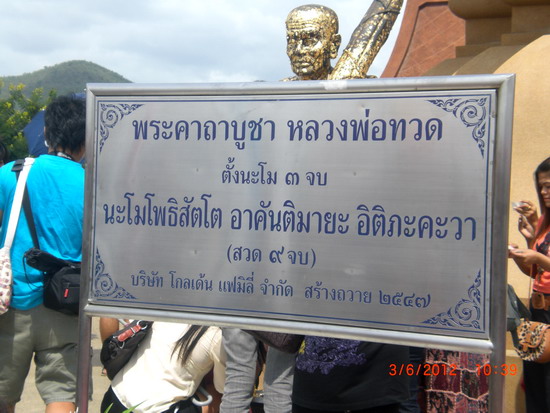 พระคาถาบูชา หลวงพ่อทวด
ตั้งนะโม ๓ จบ
นะโมโพธิสัตโต อาคันติมายะ อิติภะคะวา
(สวด ๙ จบ)
บริษัท โกลเด้น แฟมิลี่ จำกัด สร้างถวาย ๒๕๔๗
3/6/2012 10:39